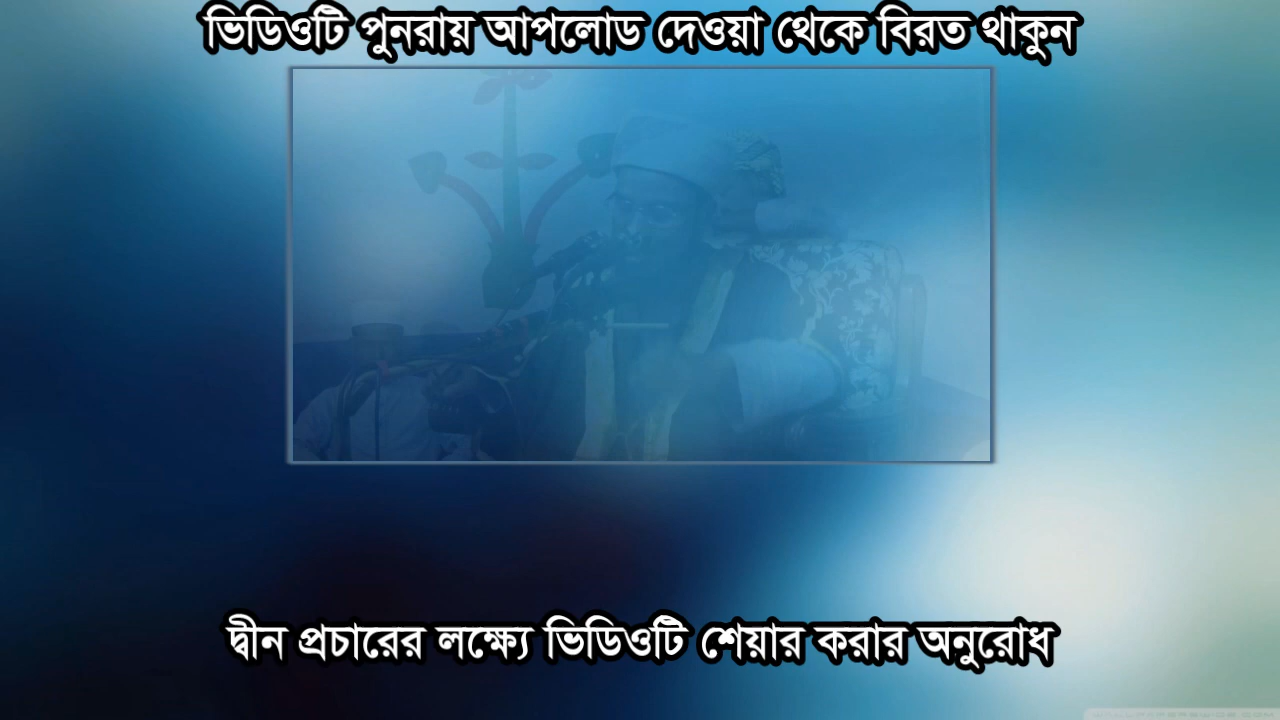 ভিডিওটি পুনরায় আপলোড দেওয়া থেকে বিরত থাকুন
দ্বীন প্রচারের লক্ষ্যে ভিডিওটি শেয়ার করার অনুরোধ